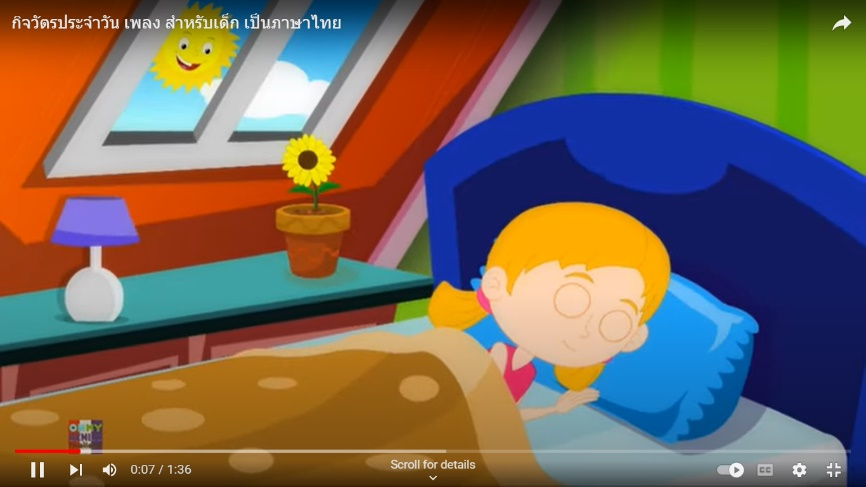 กิจวัตรประจำวัน เพลง สำหรับเด็ก เป็นภาษาไทย
0:07 / 1:36
Scroll for details
CC